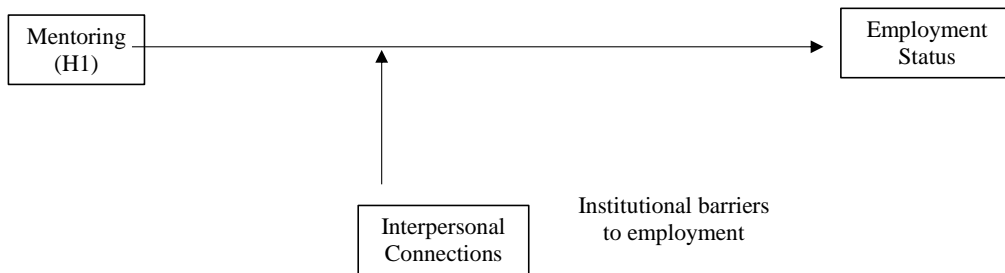 Mentoring
(H1)
Employment
Status
Interpersonal
Connections
Institutional barriers
to employment